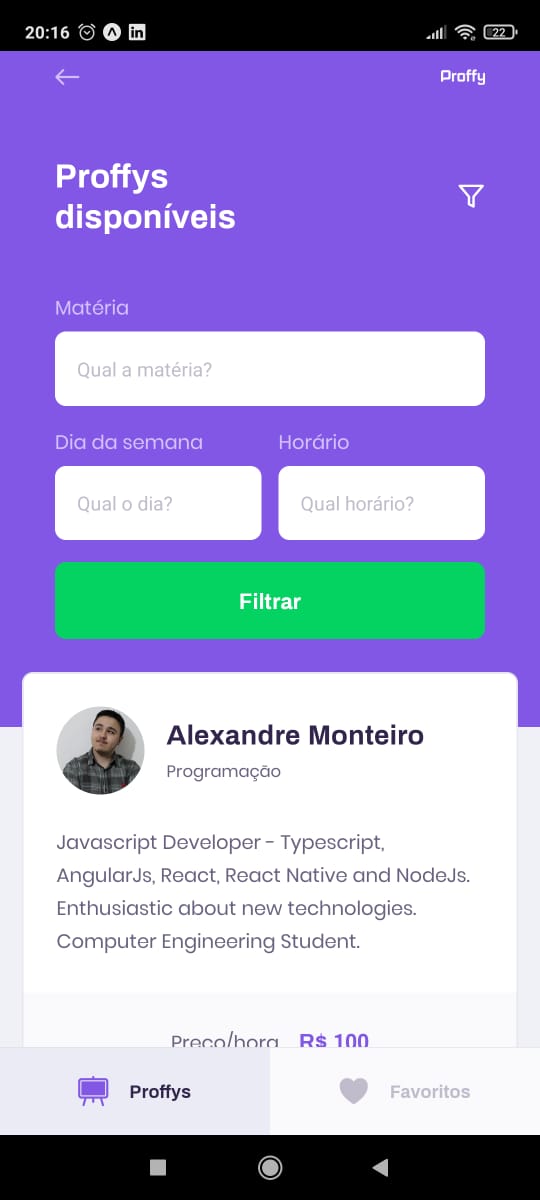 20:16
22
Proffy
Proffys
disponíveis
Matéria
Qual a matéria?
Dia da semana
Horário
Qual o dia?
Qual horário?
Filtrar
Alexandre Monteiro
Programação
Javascript Developer - Typescript,
AngularJs, React, React Native and NodeJs.
Enthusiastic about new technologies.
Computer Engineering Student.
Preço/hora R$ 100
Proffys
Favoritos